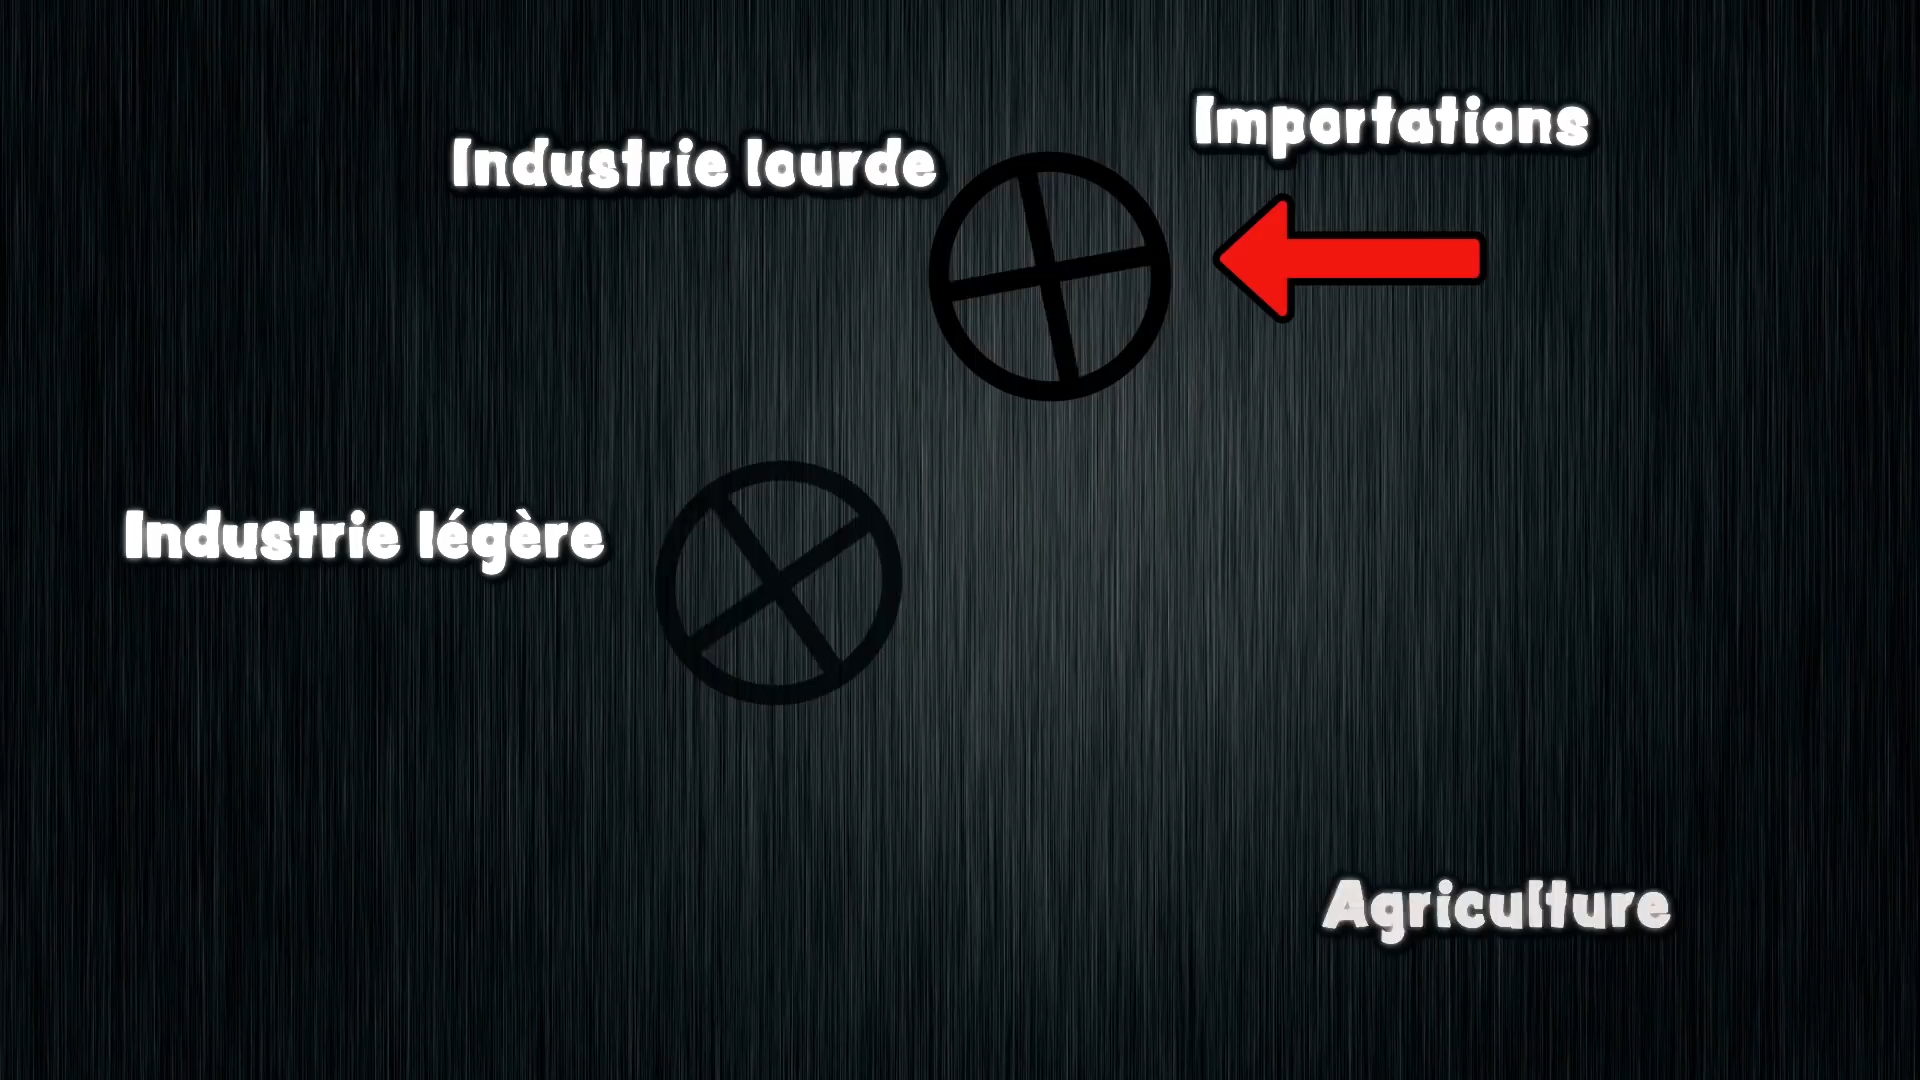 Importations
Industrie lourde
Industrie légère
Agriculture